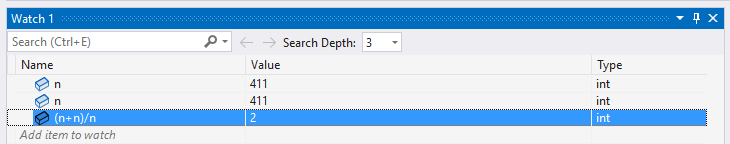 Watch 1
Search (Ctrl+E) Search Depth: 3
Name Value Type
n 411 int
n 411 int
(n+n)/n 2 int
Add item to watch